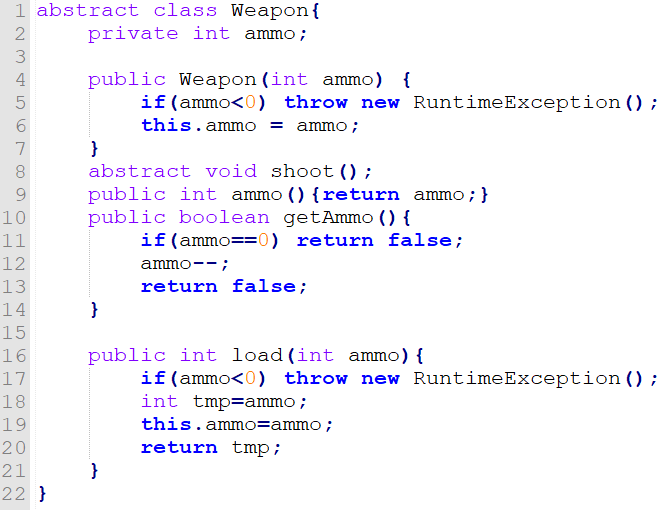 1 abstract class Weapon{
2     private int ammo;
3
4     public Weapon(int ammo) {
5         if(ammo<0) throw new RuntimeException();
6         this.ammo = ammo;
7     }
8     abstract void shoot();
9     public int ammo(){return ammo;}
10     public boolean getAmmo(){
11         if(ammo==0) return false;
12         ammo--;
13         return false;
14     }
15
16     public int load(int ammo){
17         if(ammo<0) throw new RuntimeException();
18         int tmp=ammo;
19         this.ammo=ammo;
20         return tmp;
21     }
22 }